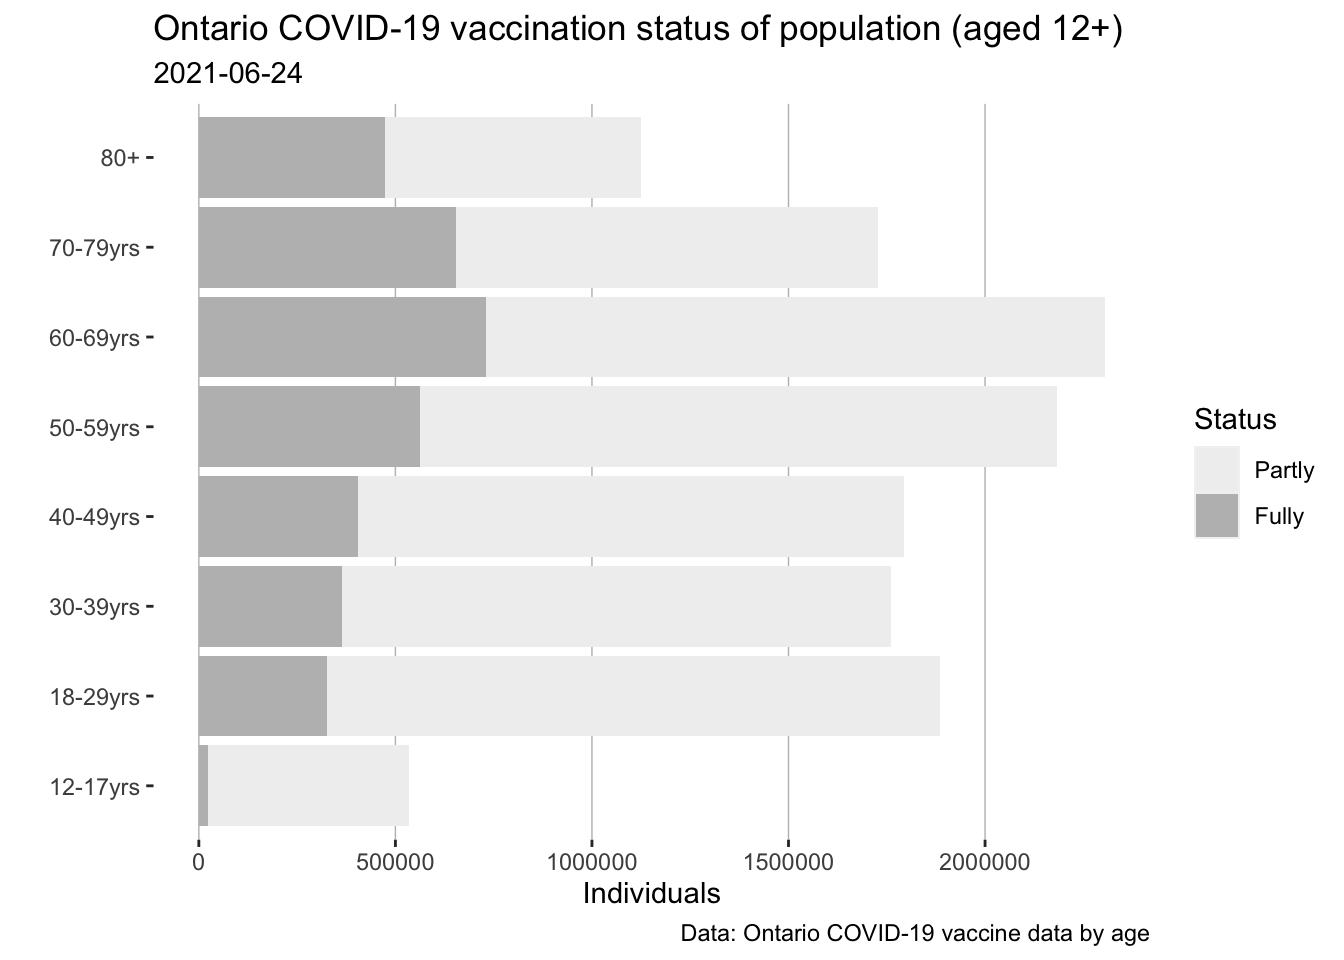 Ontario COVID-19 vaccination status of population (aged 12+)
2021-06-24
80+
70-79yrs
60-69yrs
50-59yrs
40-49yrs
30-39yrs
18-29yrs
12-17yrs
0 500000 1000000 1500000 2000000
Individuals
Status
Partly
Fully
Data: Ontario COVID-19 vaccine data by age